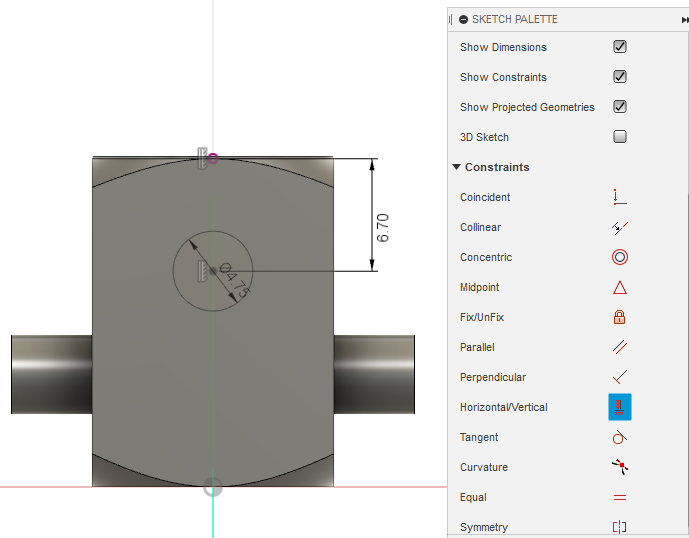 SKETCH PALETTE
Show Dimensions
Show Constraints
Show Projected Geometries
3D Sketch
Constraints
Coincident
Collinear
Concentric
Midpoint
Fix/UnFix
Parallel
Perpendicular
Horizontal/Vertical
Tangent
Curvature
Equal
Symmetry
6.70
Ø4.75